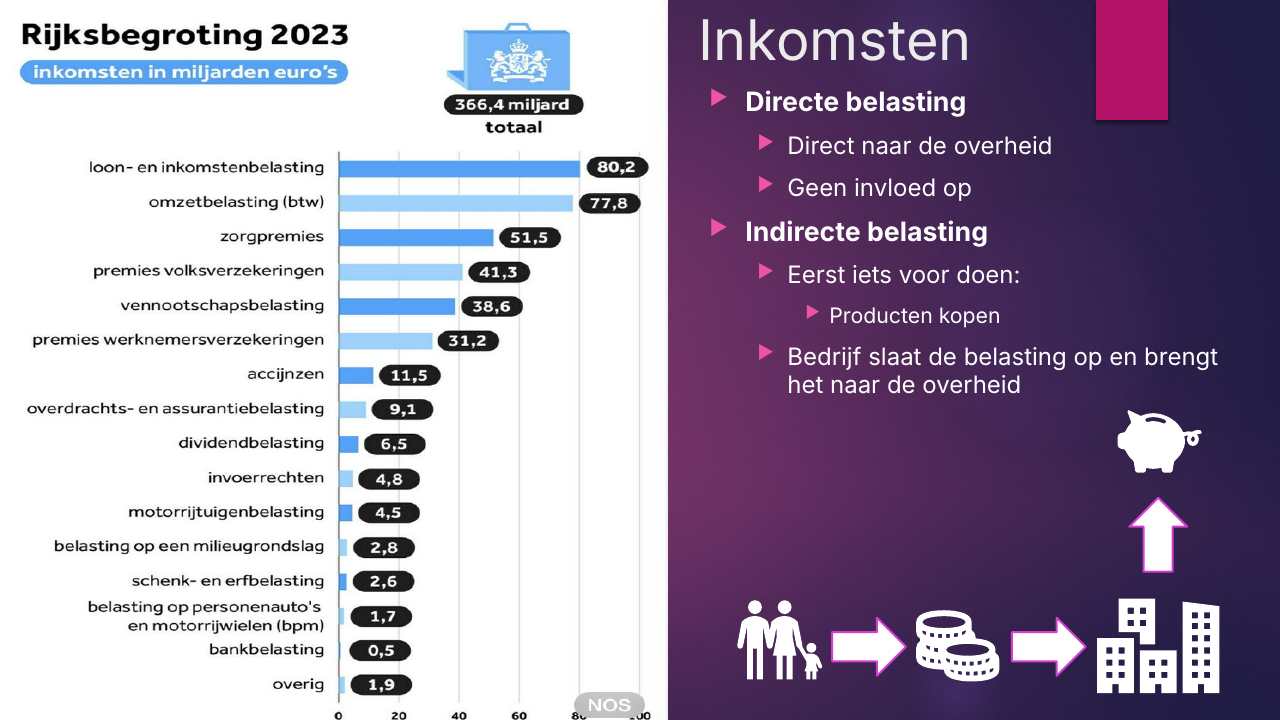 Rijksbegroting 2023
inkomsten in miljarden euro's
366,4 miljard
totaal
loon- en inkomstenbelasting 80,2
omzetbelasting (btw) 77,8
zorgpremies 51,5
premies volksverzekeringen 41,3
vennootschapsbelasting 38,6
premies werknemersverzekeringen 31,2
accijnzen 11,5
overdrachts- en assurantiebelasting 9,1
dividendbelasting 6,5
invoerrechten 4,8
motorrijtuigenbelasting 4,5
belasting op een milieugrondslag 2,8
schenk- en erfbelasting 2,6
belasting op personenauto's
en motorrijwielen (bpm) 1,7
bankbelasting 0,5
overig 1,9
0 20 40 60 80 100
NOS
Inkomsten
Directe belasting
Direct naar de overheid
Geen invloed op
Indirecte belasting
Eerst iets voor doen:
Producten kopen
Bedrijf slaat de belasting op en brengt
het naar de overheid